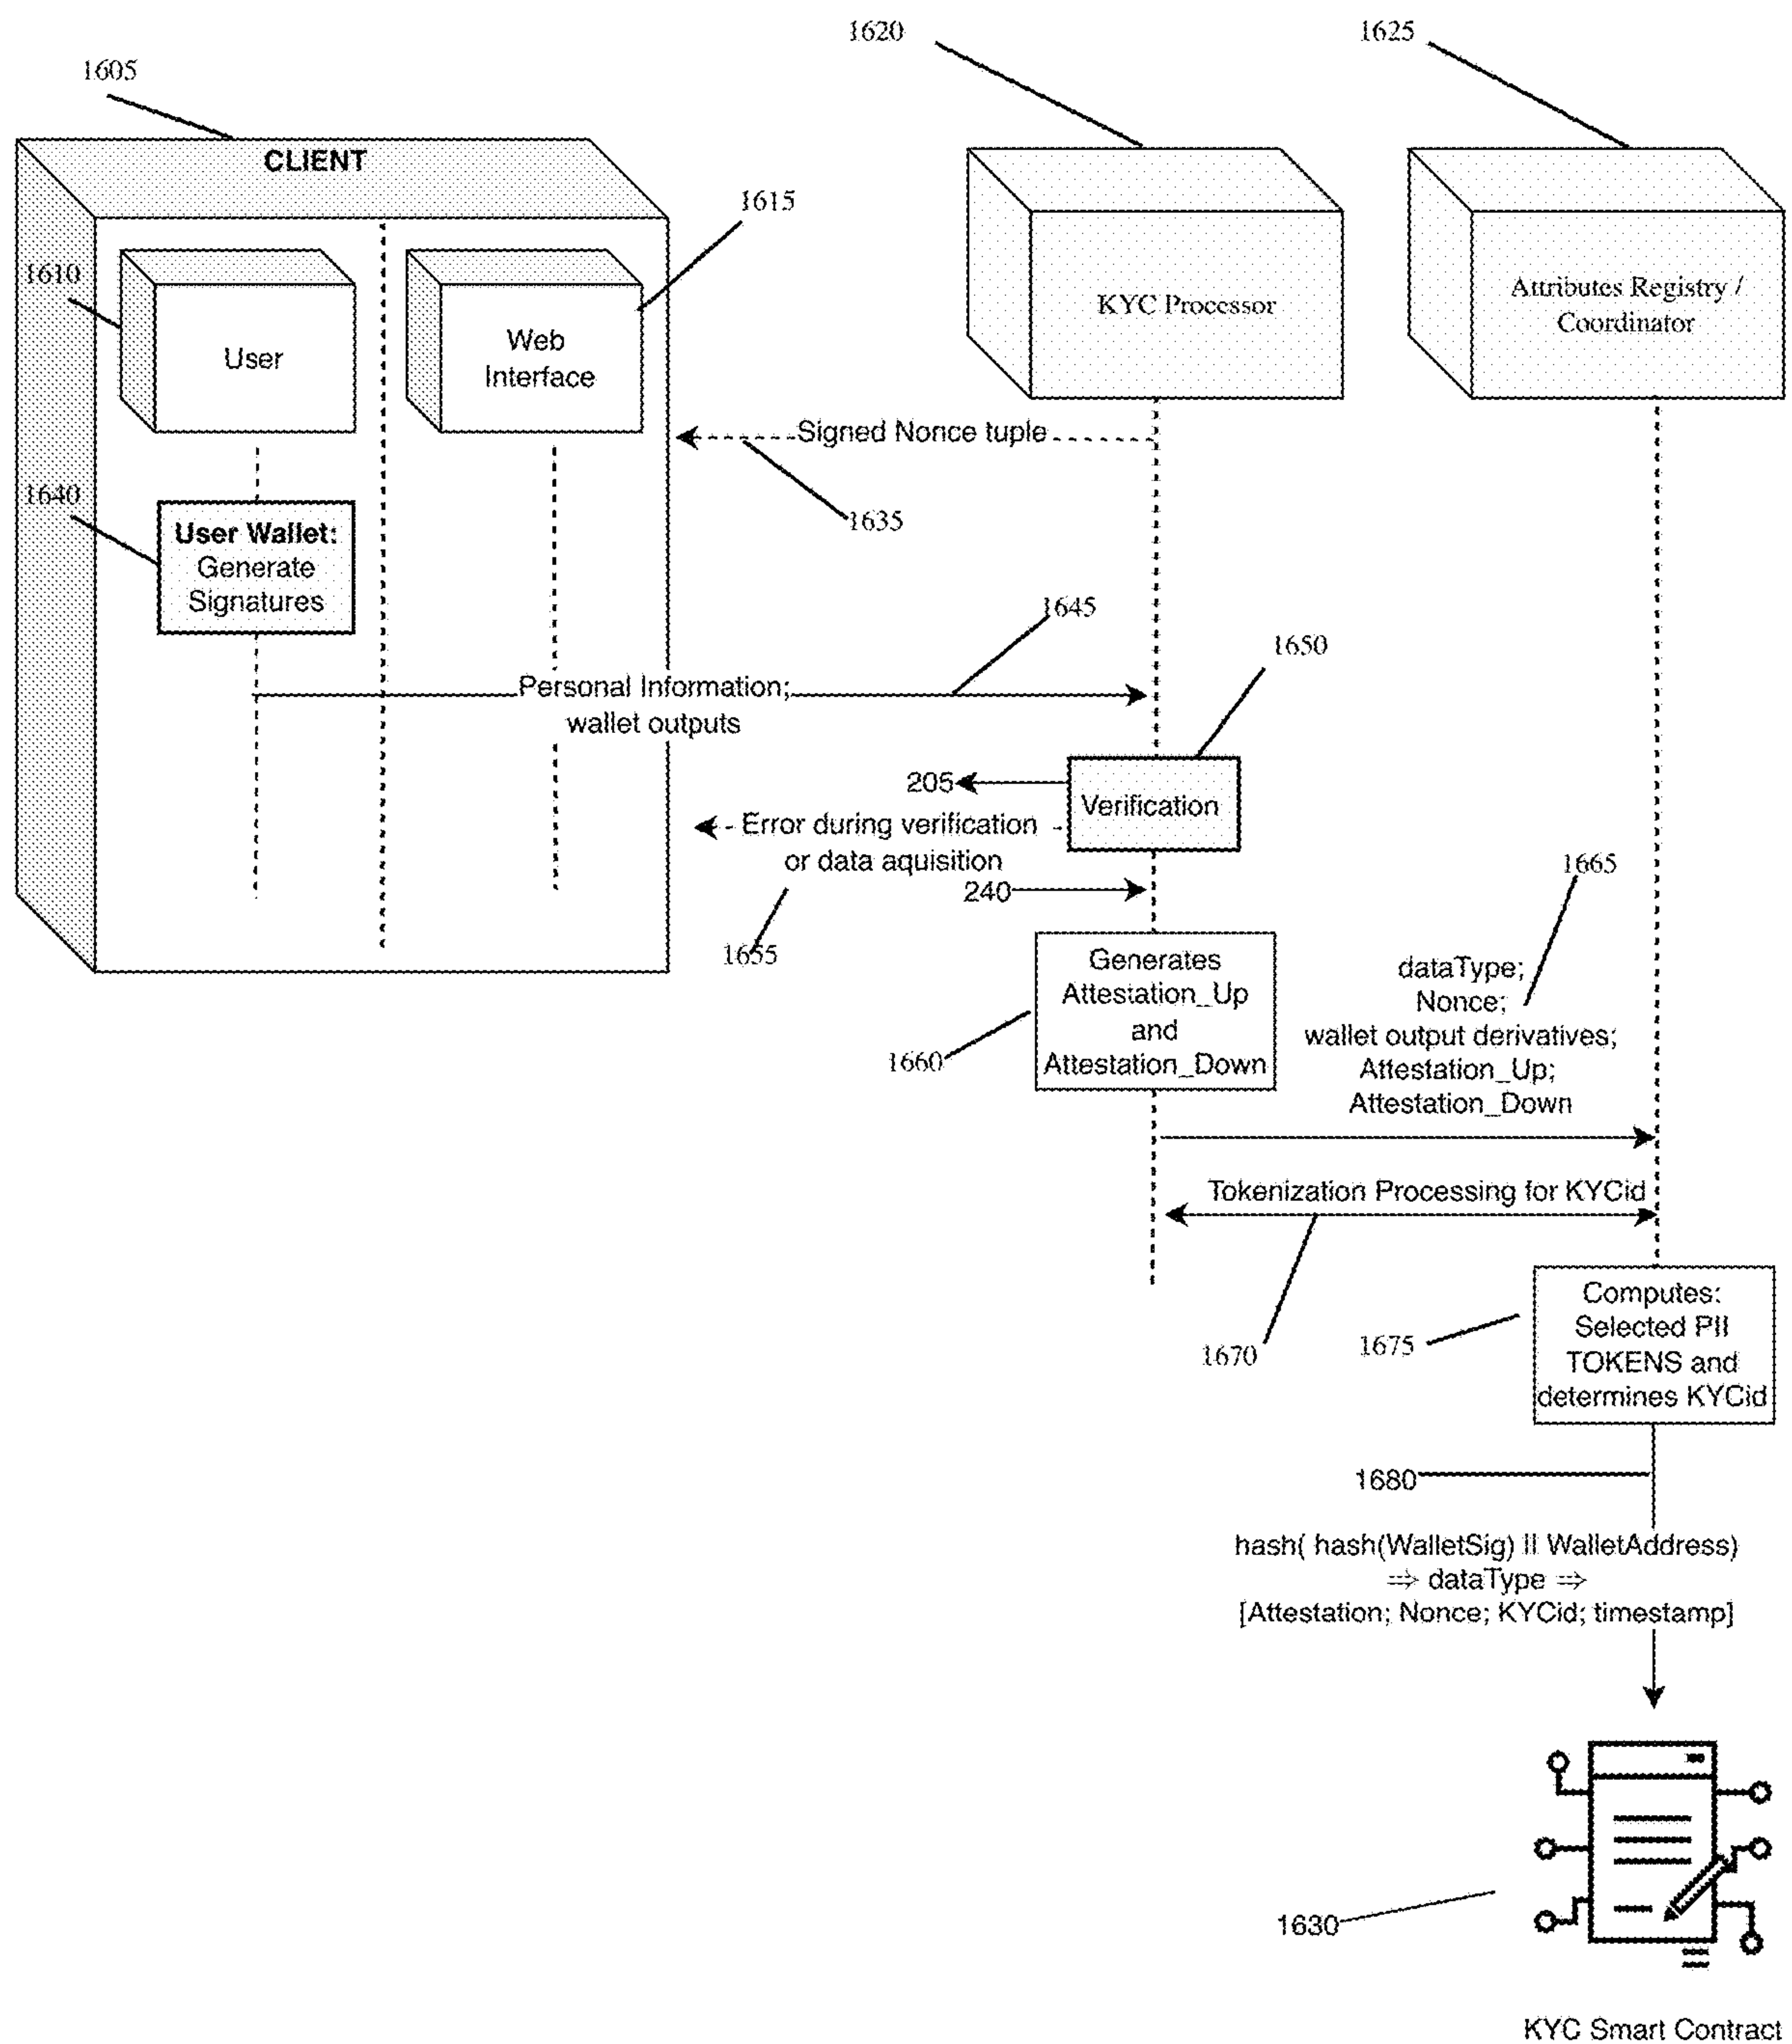 1620
1625
1605
CLIENT
1615
1610
User
Web
Interface
KYC Processor
Attributes Registry /
Coordinator
Signed Nonce tuple
1635
1640
User Wallet:
Generate
Signatures
1645
1650
Personal Information;
wallet outputs
205
Verification
Error during verification
or data aquisition
240
1655
1665
Generates
Attestation_Up
and
Attestation_Down
1660
dataType;
Nonce;
wallet output derivatives;
Attestation_Up;
Attestation_Down
Tokenization Processing for KYCid
1670
1675
Computes:
Selected PII
TOKENS and
determines KYCid
1680
hash( hash(WalletSig) II WalletAddress)
⇒ dataType ⇒
[Attestation; Nonce; KYCid; timestamp]
1630
KYC Smart Contract